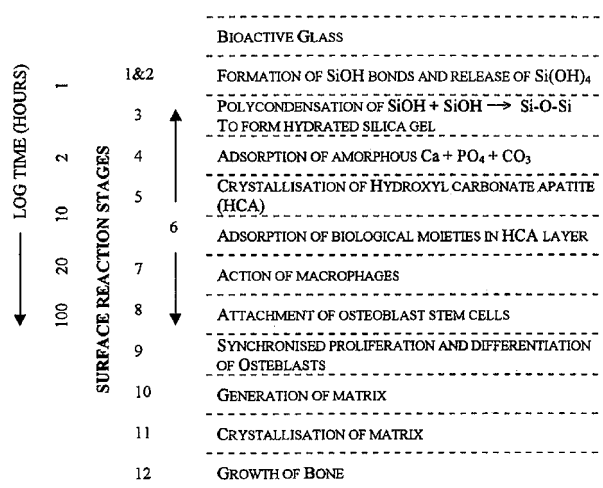 BIOACTIVE GLASS
1&2 FORMATION OF SiOH BONDS AND RELEASE OF Si(OH)₄
3 POLYCONDENSATION OF SiOH + SiOH → Si-O-Si
TO FORM HYDRATED SILICA GEL
4 ADSORPTION OF AMORPHOUS Ca + PO₄ + CO₃
5 CRYSTALLISATION OF HYDROXYL CARBONATE APATITE
(HCA)
6 ADSORPTION OF BIOLOGICAL MOIETIES IN HCA LAYER
7 ACTION OF MACROPHAGES
8 ATTACHMENT OF OSTEOBLAST STEM CELLS
9 SYNCHRONISED PROLIFERATION AND DIFFERENTIATION
OF OSTEBLASTS
10 GENERATION OF MATRIX
11 CRYSTALLISATION OF MATRIX
12 GROWTH OF BONE
LOG TIME (HOURS)
1 2 10 20 100
SURFACE REACTION STAGES